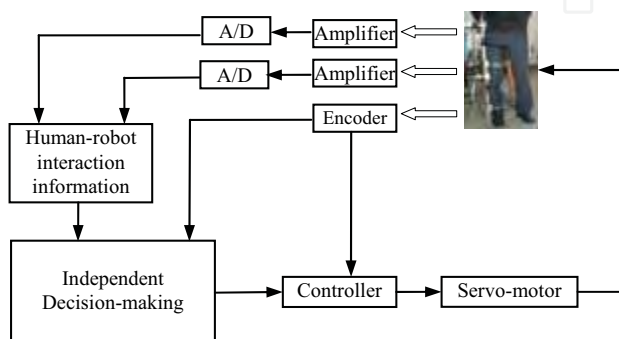 A/D
Amplifier
A/D
Amplifier
Encoder
Human-robot
interaction
information
Independent
Decision-making
Controller
Servo-motor